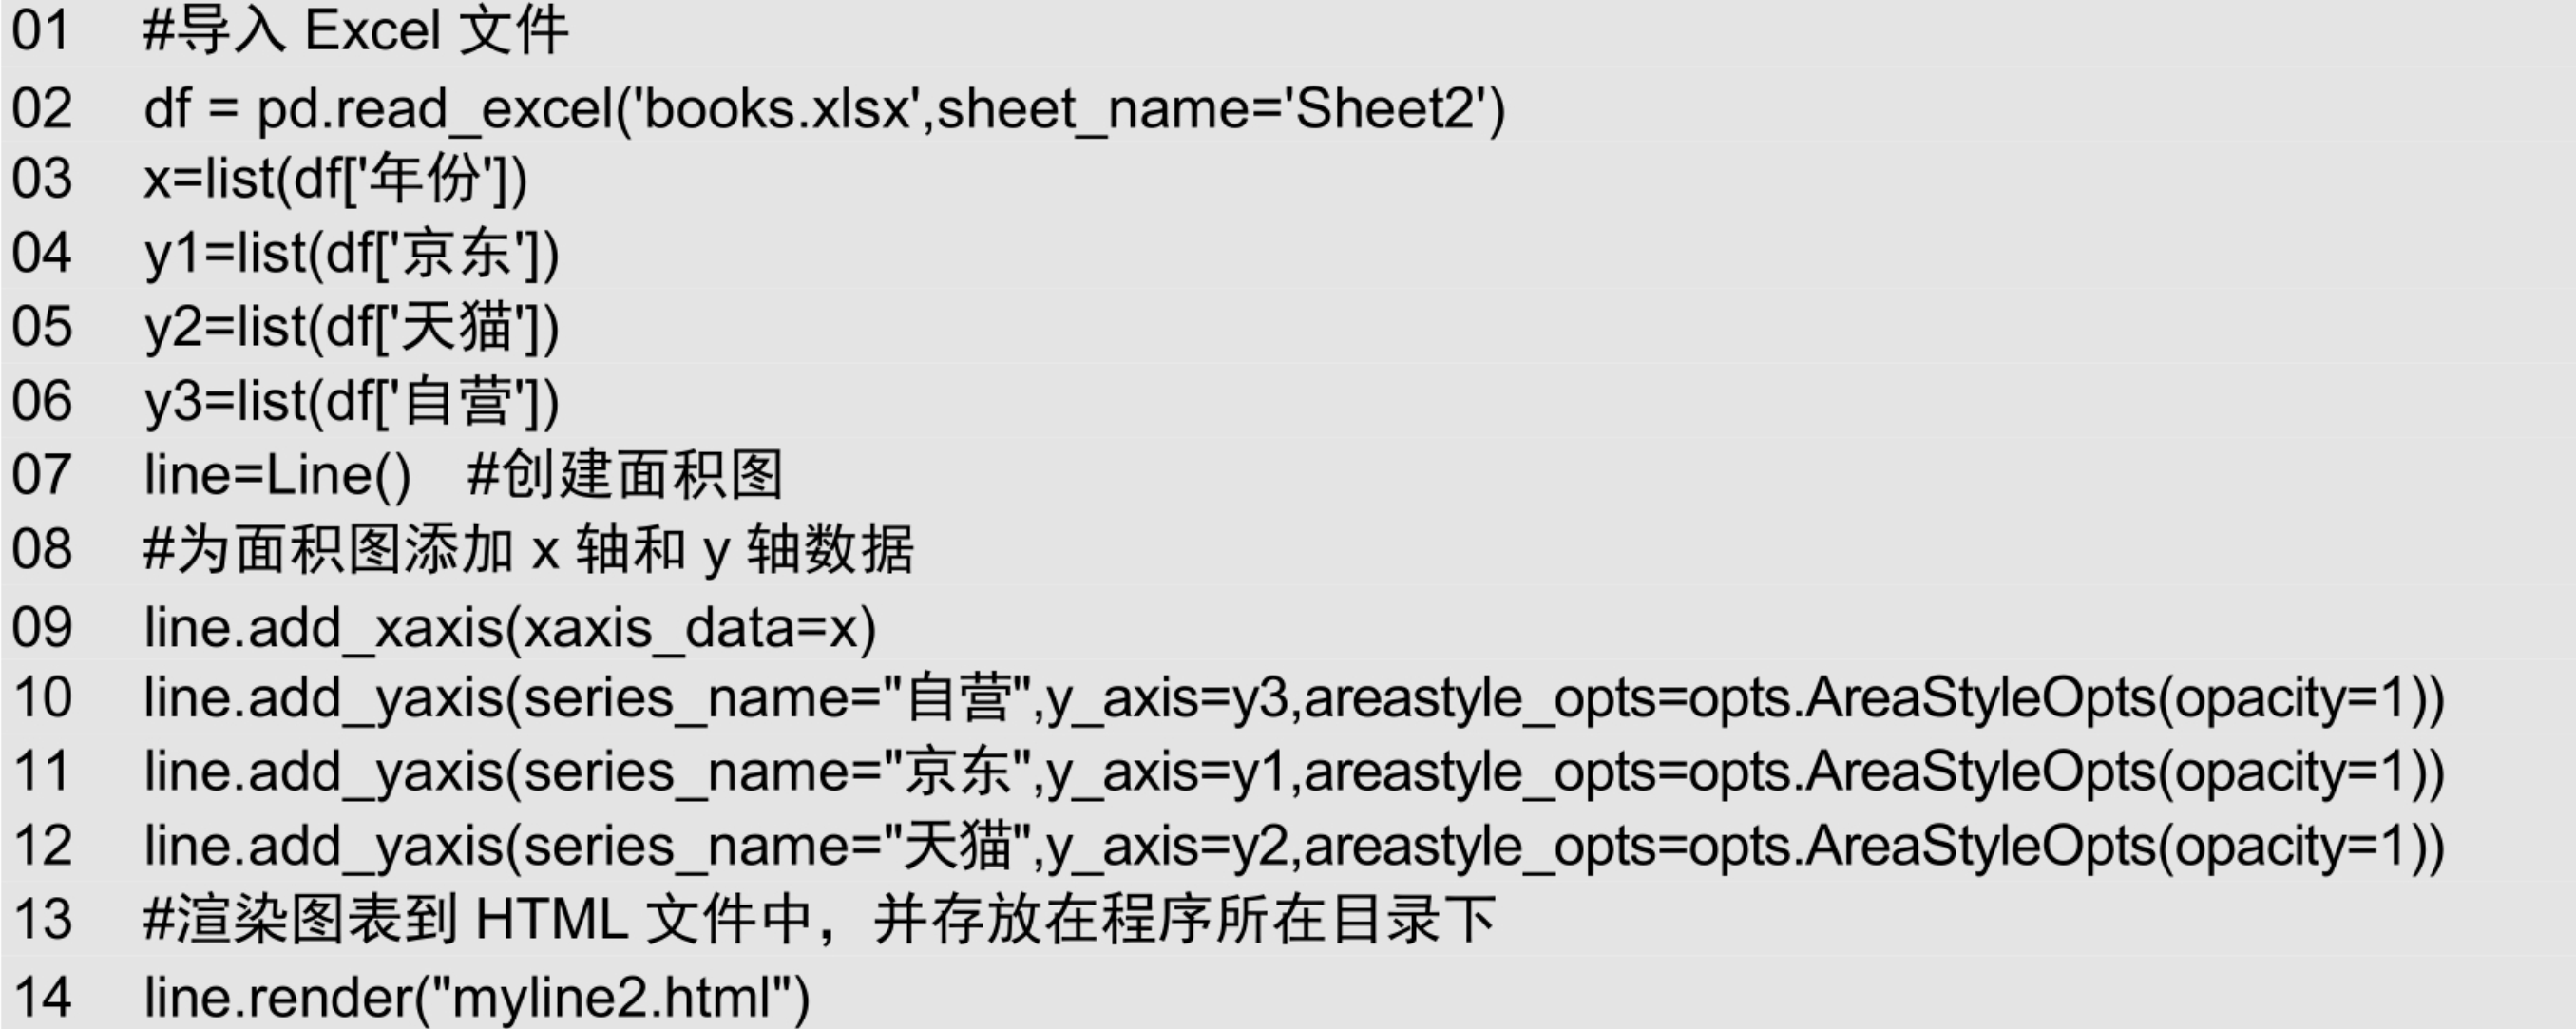 01 #导入 Excel 文件
02 df = pd.read_excel('books.xlsx',sheet_name='Sheet2')
03 x=list(df['年份'])
04 y1=list(df['京东'])
05 y2=list(df['天猫'])
06 y3=list(df['自营'])
07 line=Line() #创建面积图
08 #为面积图添加 x 轴和 y 轴数据
09 line.add_xaxis(xaxis_data=x)
10 line.add_yaxis(series_name="自营",y_axis=y3,areastyle_opts=opts.AreaStyleOpts(opacity=1))
11 line.add_yaxis(series_name="京东",y_axis=y1,areastyle_opts=opts.AreaStyleOpts(opacity=1))
12 line.add_yaxis(series_name="天猫",y_axis=y2,areastyle_opts=opts.AreaStyleOpts(opacity=1))
13 #渲染图表到 HTML 文件中，并存放在程序所在目录下
14 line.render("myline2.html")